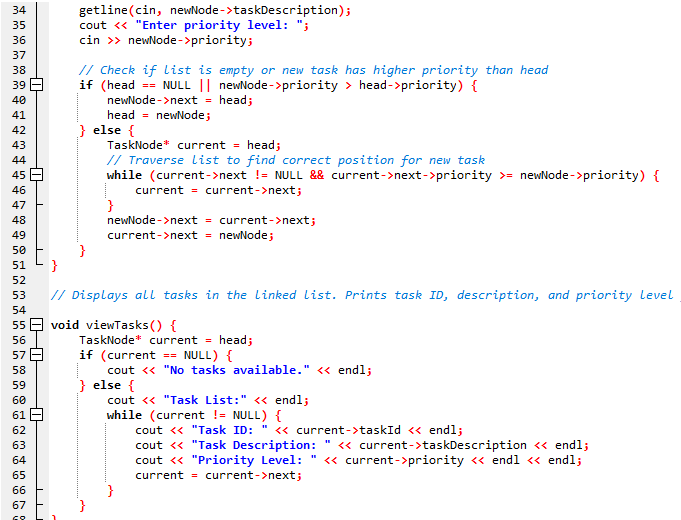 34 getline(cin, newNode->taskDescription);
35 cout << "Enter priority level: ";
36 cin >> newNode->priority;
37
38 // Check if list is empty or new task has higher priority than head
39 if (head == NULL || newNode->priority > head->priority) {
40 newNode->next = head;
41 head = newNode;
42 } else {
43 TaskNode* current = head;
44 // Traverse list to find correct position for new task
45 while (current->next != NULL && current->next->priority >= newNode->priority) {
46 current = current->next;
47 }
48 newNode->next = current->next;
49 current->next = newNode;
50 }
51 }
52
53 // Displays all tasks in the linked list. Prints task ID, description, and priority level
54
55 void viewTasks() {
56 TaskNode* current = head;
57 if (current == NULL) {
58 cout << "No tasks available." << endl;
59 } else {
60 cout << "Task List:" << endl;
61 while (current != NULL) {
62 cout << "Task ID: " << current->taskId << endl;
63 cout << "Task Description: " << current->taskDescription << endl;
64 cout << "Priority Level: " << current->priority << endl << endl;
65 current = current->next;
66 }
67 }
68 }